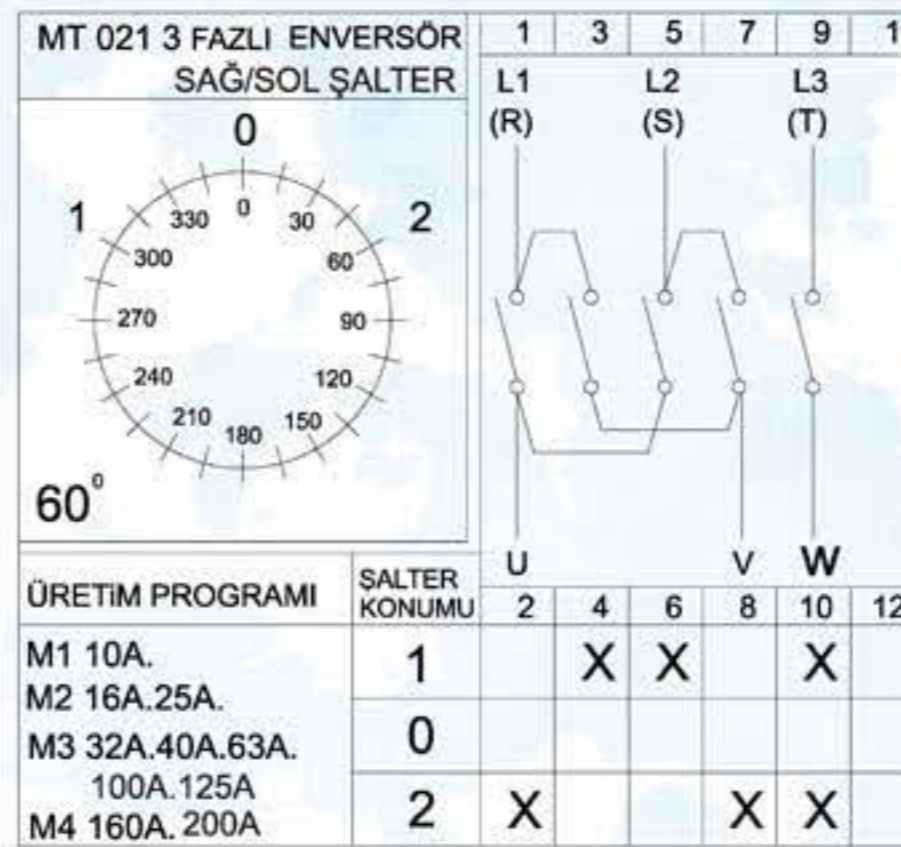 MT 021 3 FAZLI ENVERSÖR
SAĞ/SOL ŞALTER
0
1
2
0
30
60
90
120
150
180
210
240
270
300
330
60°
1 3 5 7 9
L1 L2 L3
(R) (S) (T)
U V W
ÜRETİM PROGRAMI
ŞALTER
KONUMU
2 4 6 8 10 12
M1 10A.
M2 16A.25A.
M3 32A.40A.63A.
100A.125A
M4 160A. 200A
1 X X X
0
2 X X X